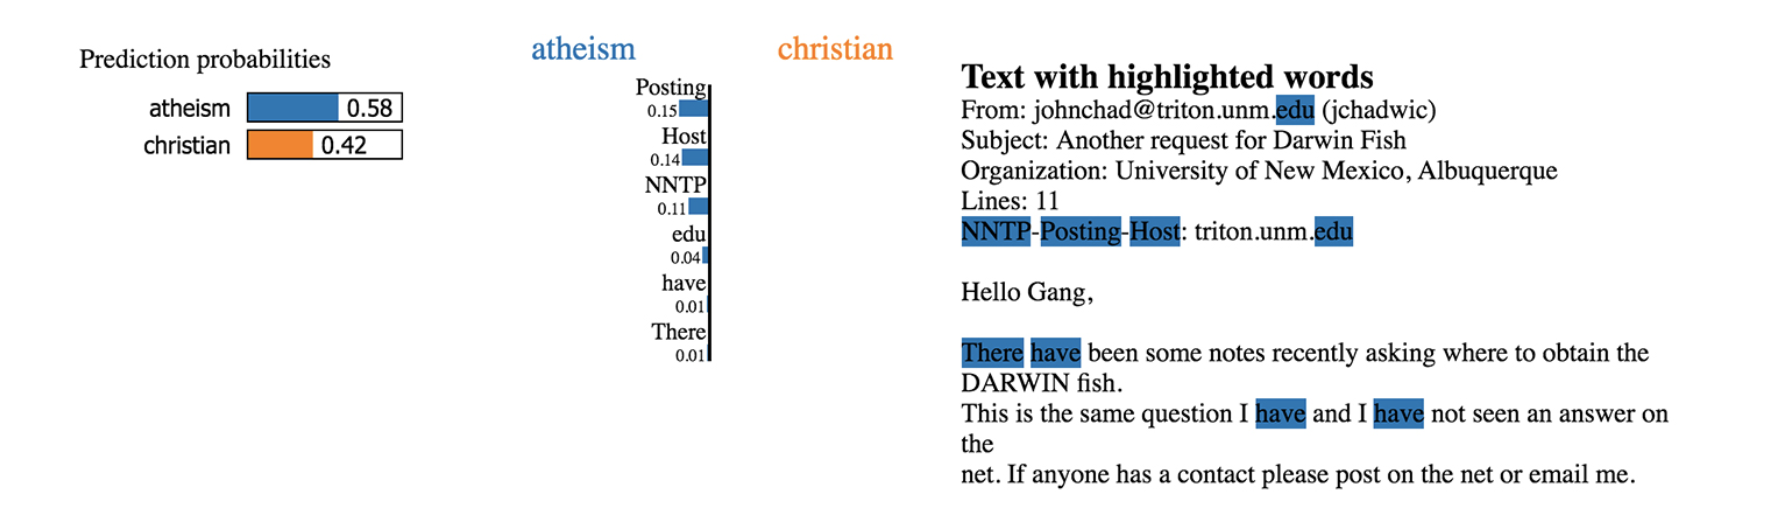 Prediction probabilities
atheism 0.58
christian 0.42
atheism christian
Posting
0.15
Host
0.14
NNTP
0.11
edu
0.04
have
0.01
There
0.01
Text with highlighted words
From: johnchad@triton.unm.edu (jchadwic)
Subject: Another request for Darwin Fish
Organization: University of New Mexico, Albuquerque
Lines: 11
NNTP-Posting-Host: triton.unm.edu
Hello Gang,
There have been some notes recently asking where to obtain the
DARWIN fish.
This is the same question I have and I have not seen an answer on
the
net. If anyone has a contact please post on the net or email me.